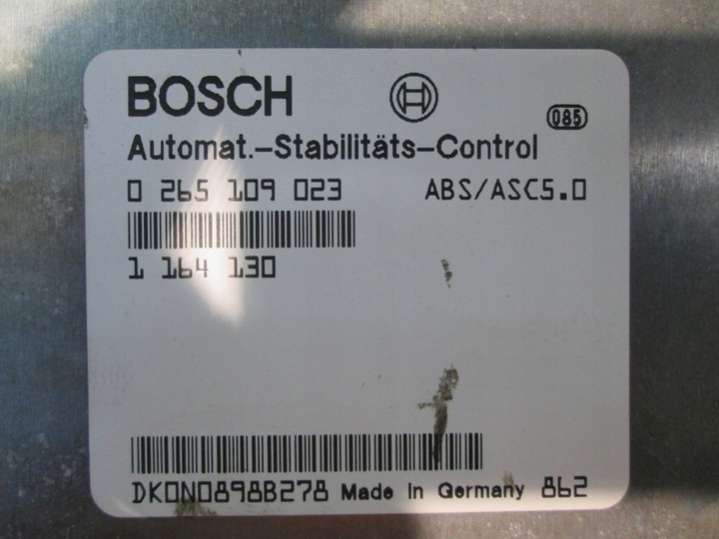 BOSCH
085
Automat.-Stabilitäts-Control
0 265 109 023 ABS/ASC5.0
1 164 130
DK0N0898B278 Made In Germany 862